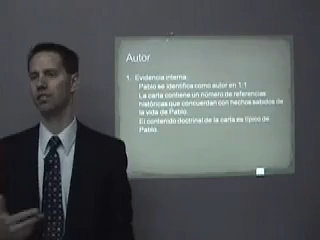 Autor
1. Evidencia interna.
Pablo se identifica como autor en 1:1
La carta contiene un número de referencias
históricas que concuerdan con hechos sabidos de
la vida de Pablo.
El contenido doctrinal de la carta es típico de
Pablo.